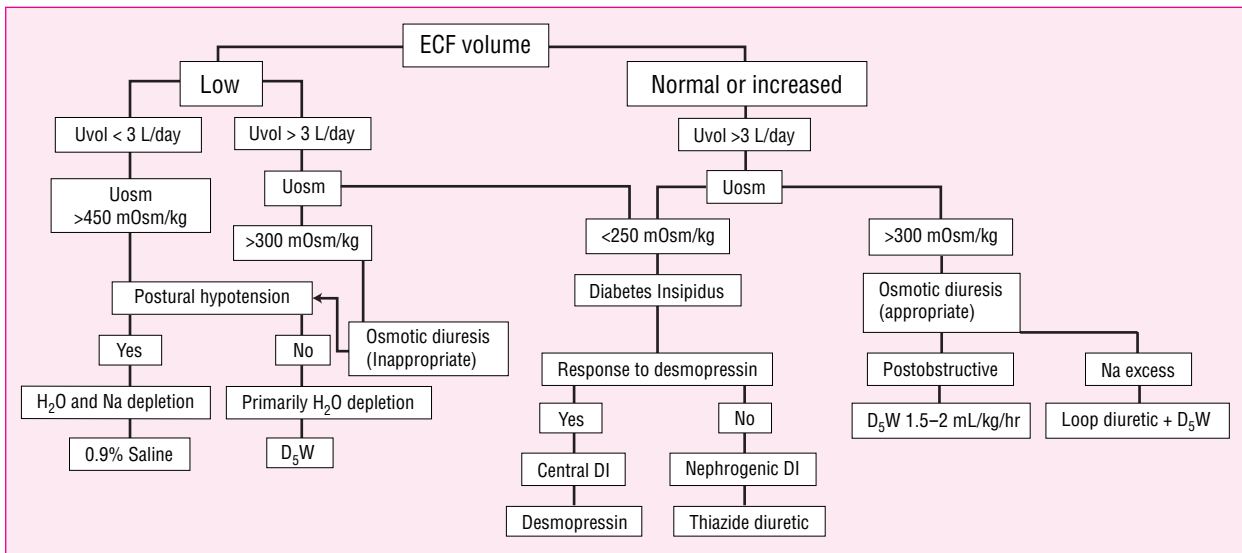 ECF volume
Low
Normal or increased
Uvol < 3 L/day
Uvol > 3 L/day
Uvol >3 L/day
Uosm
>450 mOsm/kg
Uosm
Uosm
>300 mOsm/kg
<250 mOsm/kg
>300 mOsm/kg
Postural hypotension
Diabetes Insipidus
Osmotic diuresis
(appropriate)
Osmotic diuresis
(Inappropriate)
Yes
No
Response to desmopressin
Postobstructive
Na excess
H₂O and Na depletion
Primarily H₂O depletion
Yes
No
D₅W 1.5–2 mL/kg/hr
Loop diuretic + D₅W
0.9% Saline
D₅W
Central DI
Nephrogenic DI
Desmopressin
Thiazide diuretic